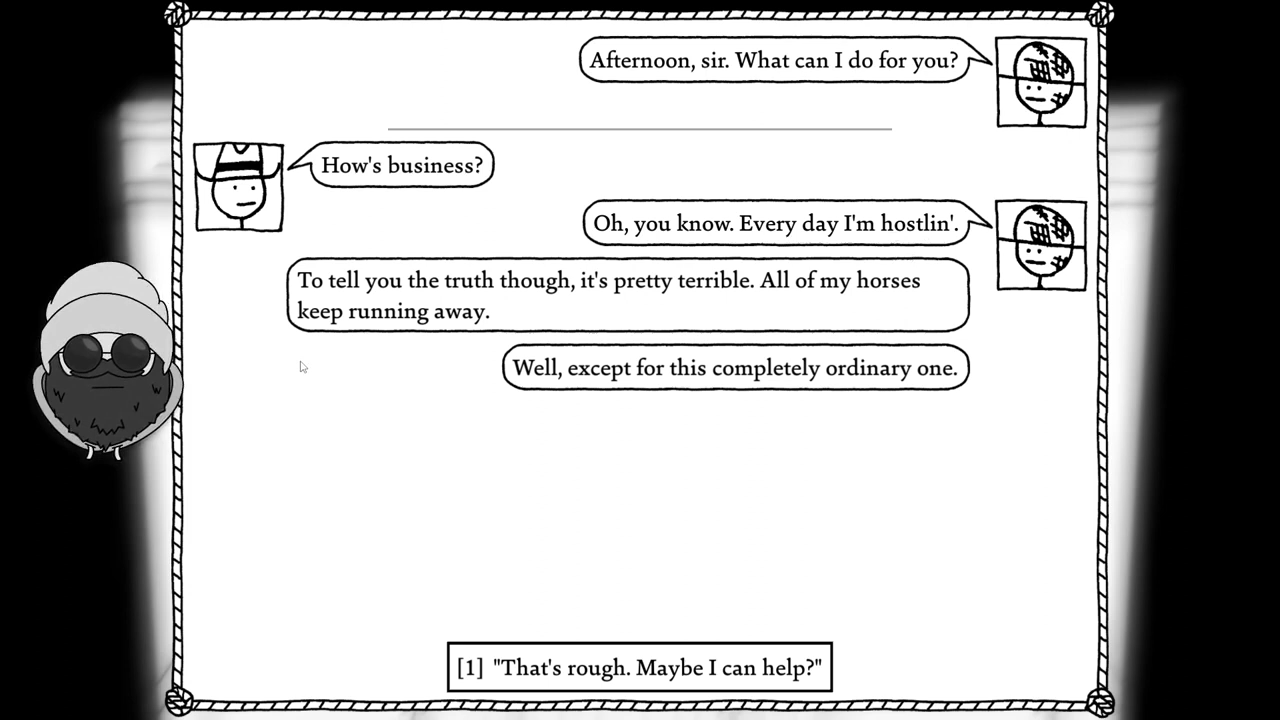 Afternoon, sir. What can I do for you?
How's business?
Oh, you know. Every day I'm hostlin'.
To tell you the truth though, it's pretty terrible. All of my horses
keep running away.
Well, except for this completely ordinary one.
[1] "That's rough. Maybe I can help?"